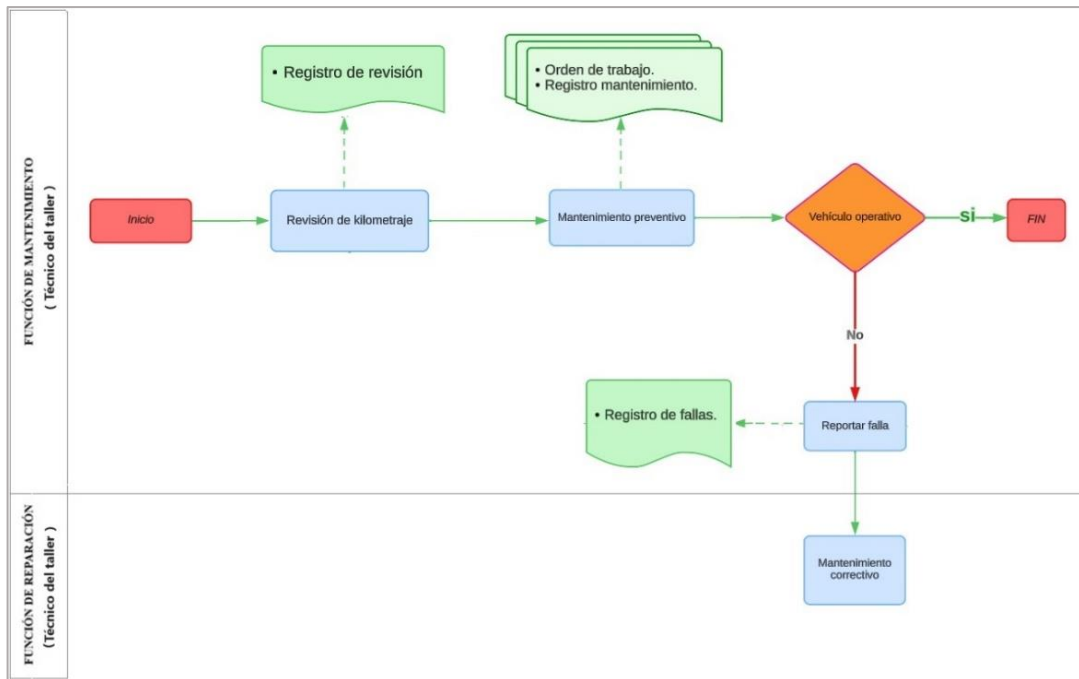 FUNCIÓN DE MANTENIMIENTO
( Técnico del taller )
• Registro de revisión
• Orden de trabajo.
• Registro mantenimiento.
Inicio
Revisión de kilometraje
Mantenimiento preventivo
Vehículo operativo
si
FIN
No
• Registro de fallas.
Reportar falla
FUNCIÓN DE REPARACIÓN
(Técnico del taller )
Mantenimiento
correctivo